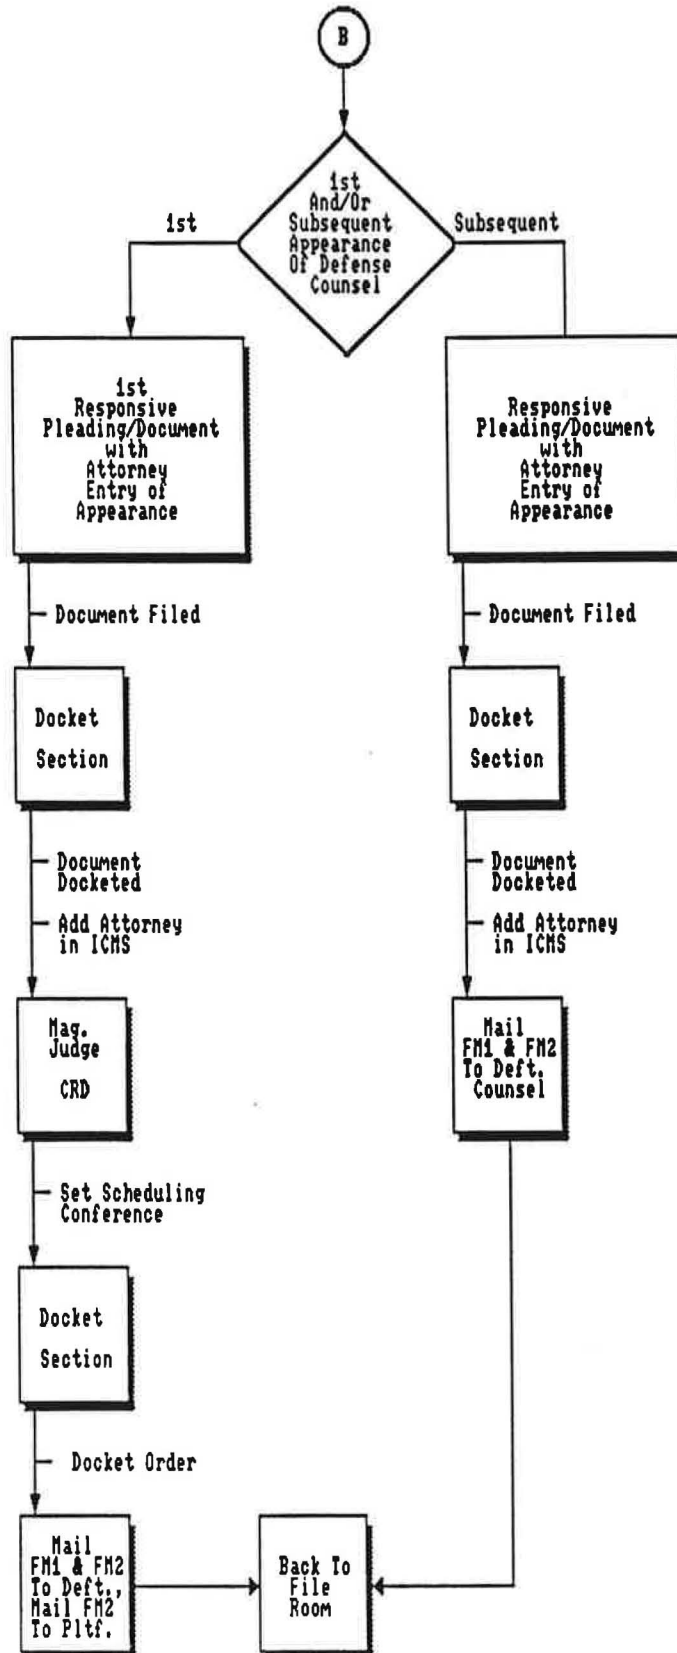 B
1st
And/Or
Subsequent
Appearance
Of Defense
Counsel
1st
Subsequent
1st
Responsive
Pleading/Document
with
Attorney
Entry of
Appearance
Document Filed
Docket
Section
Document
Docketed
Add Attorney
in ICMS
Mag.
Judge
CRD
Set Scheduling
Conference
Docket
Section
Docket Order
Mail
FM1 & FM2
To Deft.,
Mail FM2
To Pltf.
Responsive
Pleading/Document
with
Attorney
Entry of
Appearance
Document Filed
Docket
Section
Document
Docketed
Add Attorney
in ICMS
Mail
FM1 & FM2
To Deft.
Counsel
Back To
File
Room